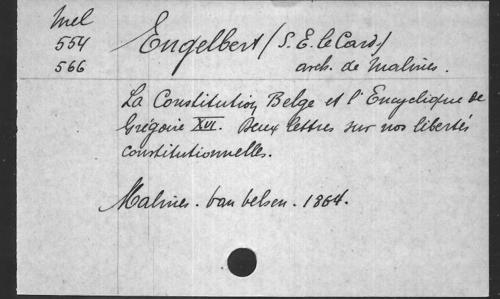 Mel
554
566
Engelbert (S. E. le Card.)
arch. de Malines.
La Constitution Belge et l'Encyclique de
Grégoire XVI. Deux lettres sur nos libertés
constitutionnelles.
Malines. Van Velsen. 1864.